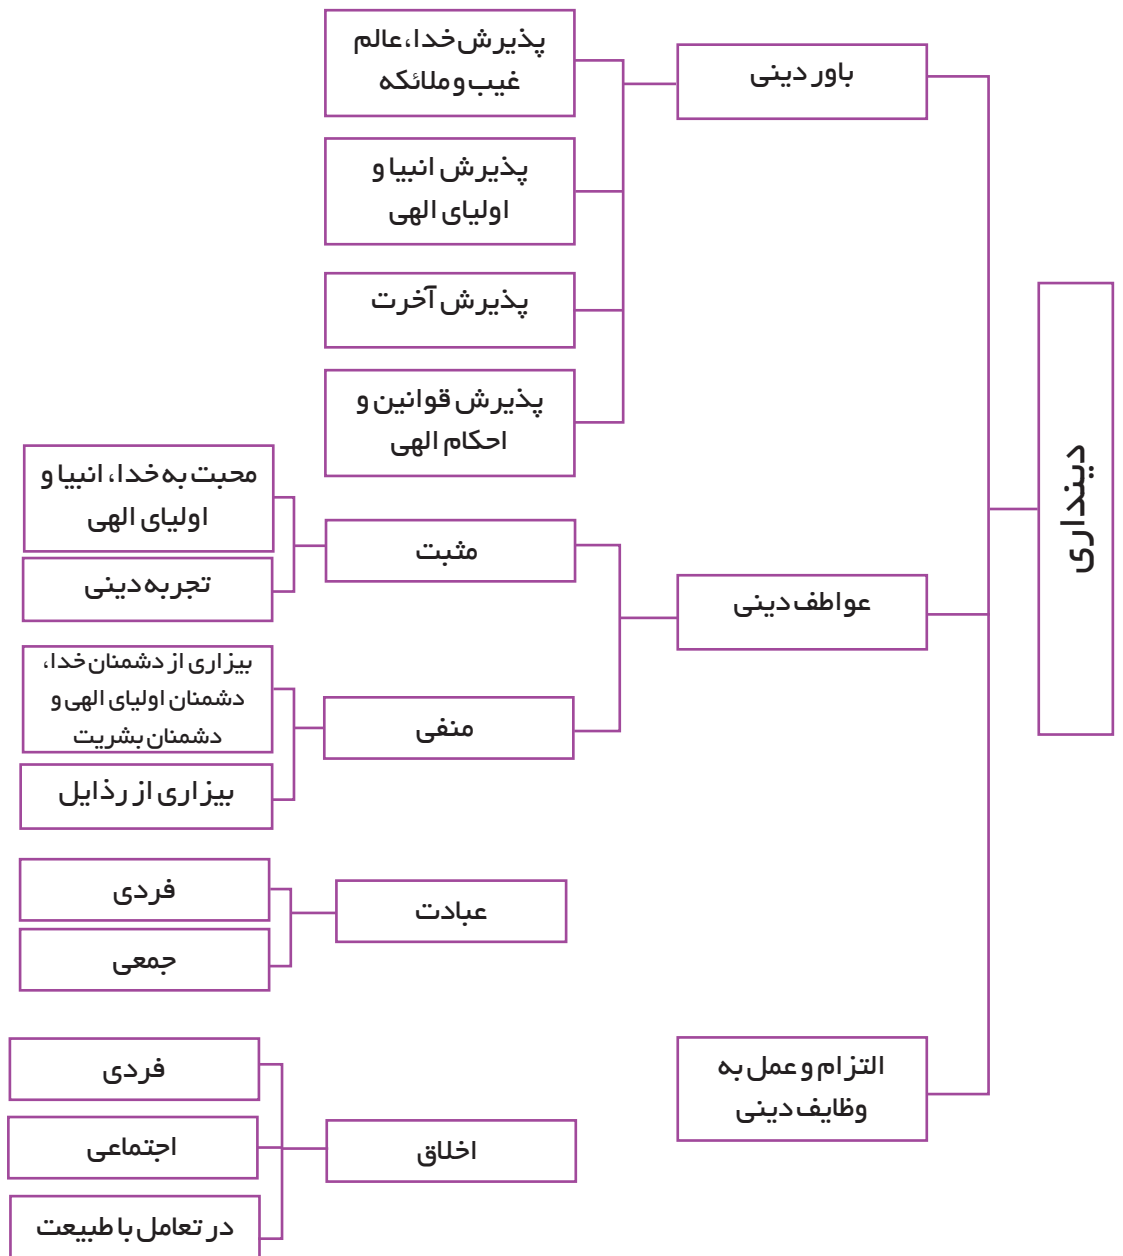 دینداری
باور دینی
پذیرش خدا، عالم
غیب و ملائکه
پذیرش انبیا و
اولیای الهی
پذیرش آخرت
پذیرش قوانین و
احکام الهی
عواطف دینی
مثبت
محبت به خدا، انبیا و
اولیای الهی
تجربه دینی
منفی
بیزاری از دشمنان خدا،
دشمنان اولیای الهی و
دشمنان بشریت
بیزاری از رذایل
التزام و عمل به
وظایف دینی
عبادت
فردی
جمعی
اخلاق
فردی
اجتماعی
در تعامل با طبیعت